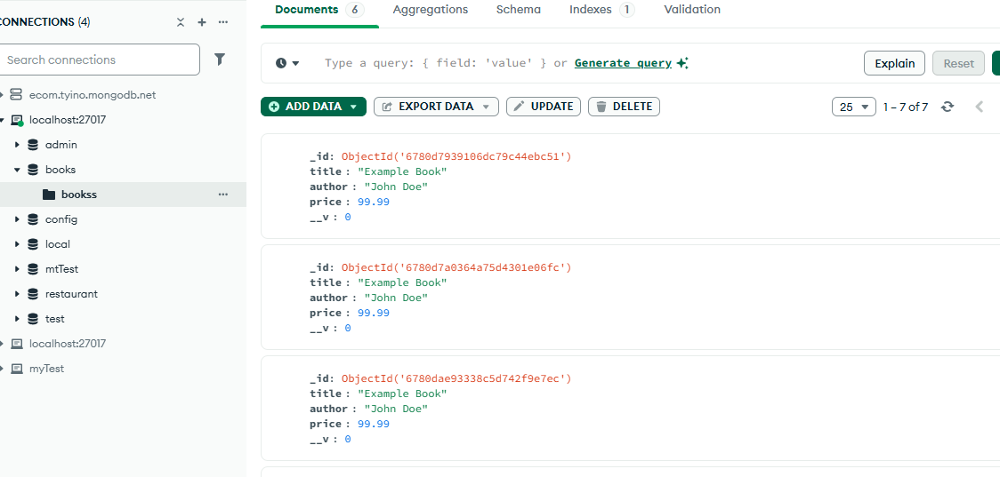 CONNECTIONS (4)
Search connections
ecom.tyino.mongodb.net
localhost:27017
admin
books
bookss
config
local
mtTest
restaurant
test
localhost:27017
myTest
Documents 6 Aggregations Schema Indexes 1 Validation
Type a query: { field: 'value' } or Generate query
Explain Reset
ADD DATA EXPORT DATA UPDATE DELETE 25 1 – 7 of 7
_id: ObjectId('6780d7939106dc79c44ebc51')
title : "Example Book"
author : "John Doe"
price : 99.99
__v : 0
_id: ObjectId('6780d7a0364a75d4301e06fc')
title : "Example Book"
author : "John Doe"
price : 99.99
__v : 0
_id: ObjectId('6780dae93338c5d742f9e7ec')
title : "Example Book"
author : "John Doe"
price : 99.99
__v : 0